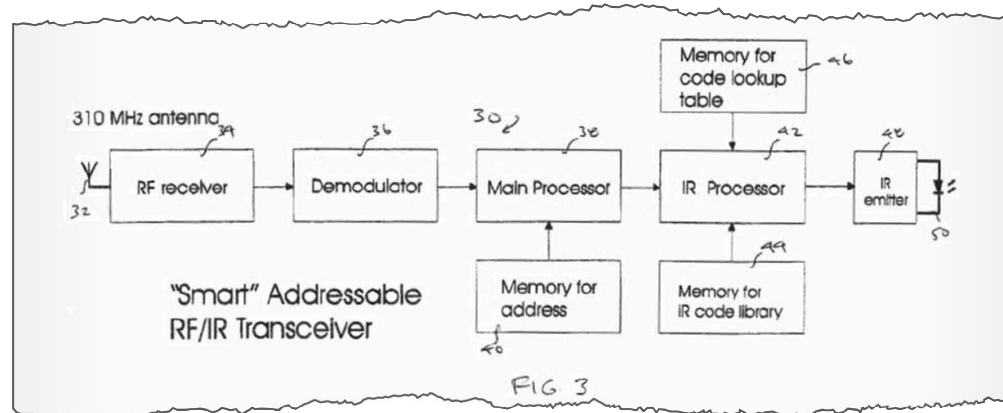 Memory for
code lookup
table
46
310 MHz antenna
34
36
30
38
42
48
RF receiver
Demodulator
Main Processor
IR Processor
IR
emitter
32
50
44
"Smart" Addressable
RF/IR Transceiver
Memory for
address
Memory for
IR code library
40
FIG 3